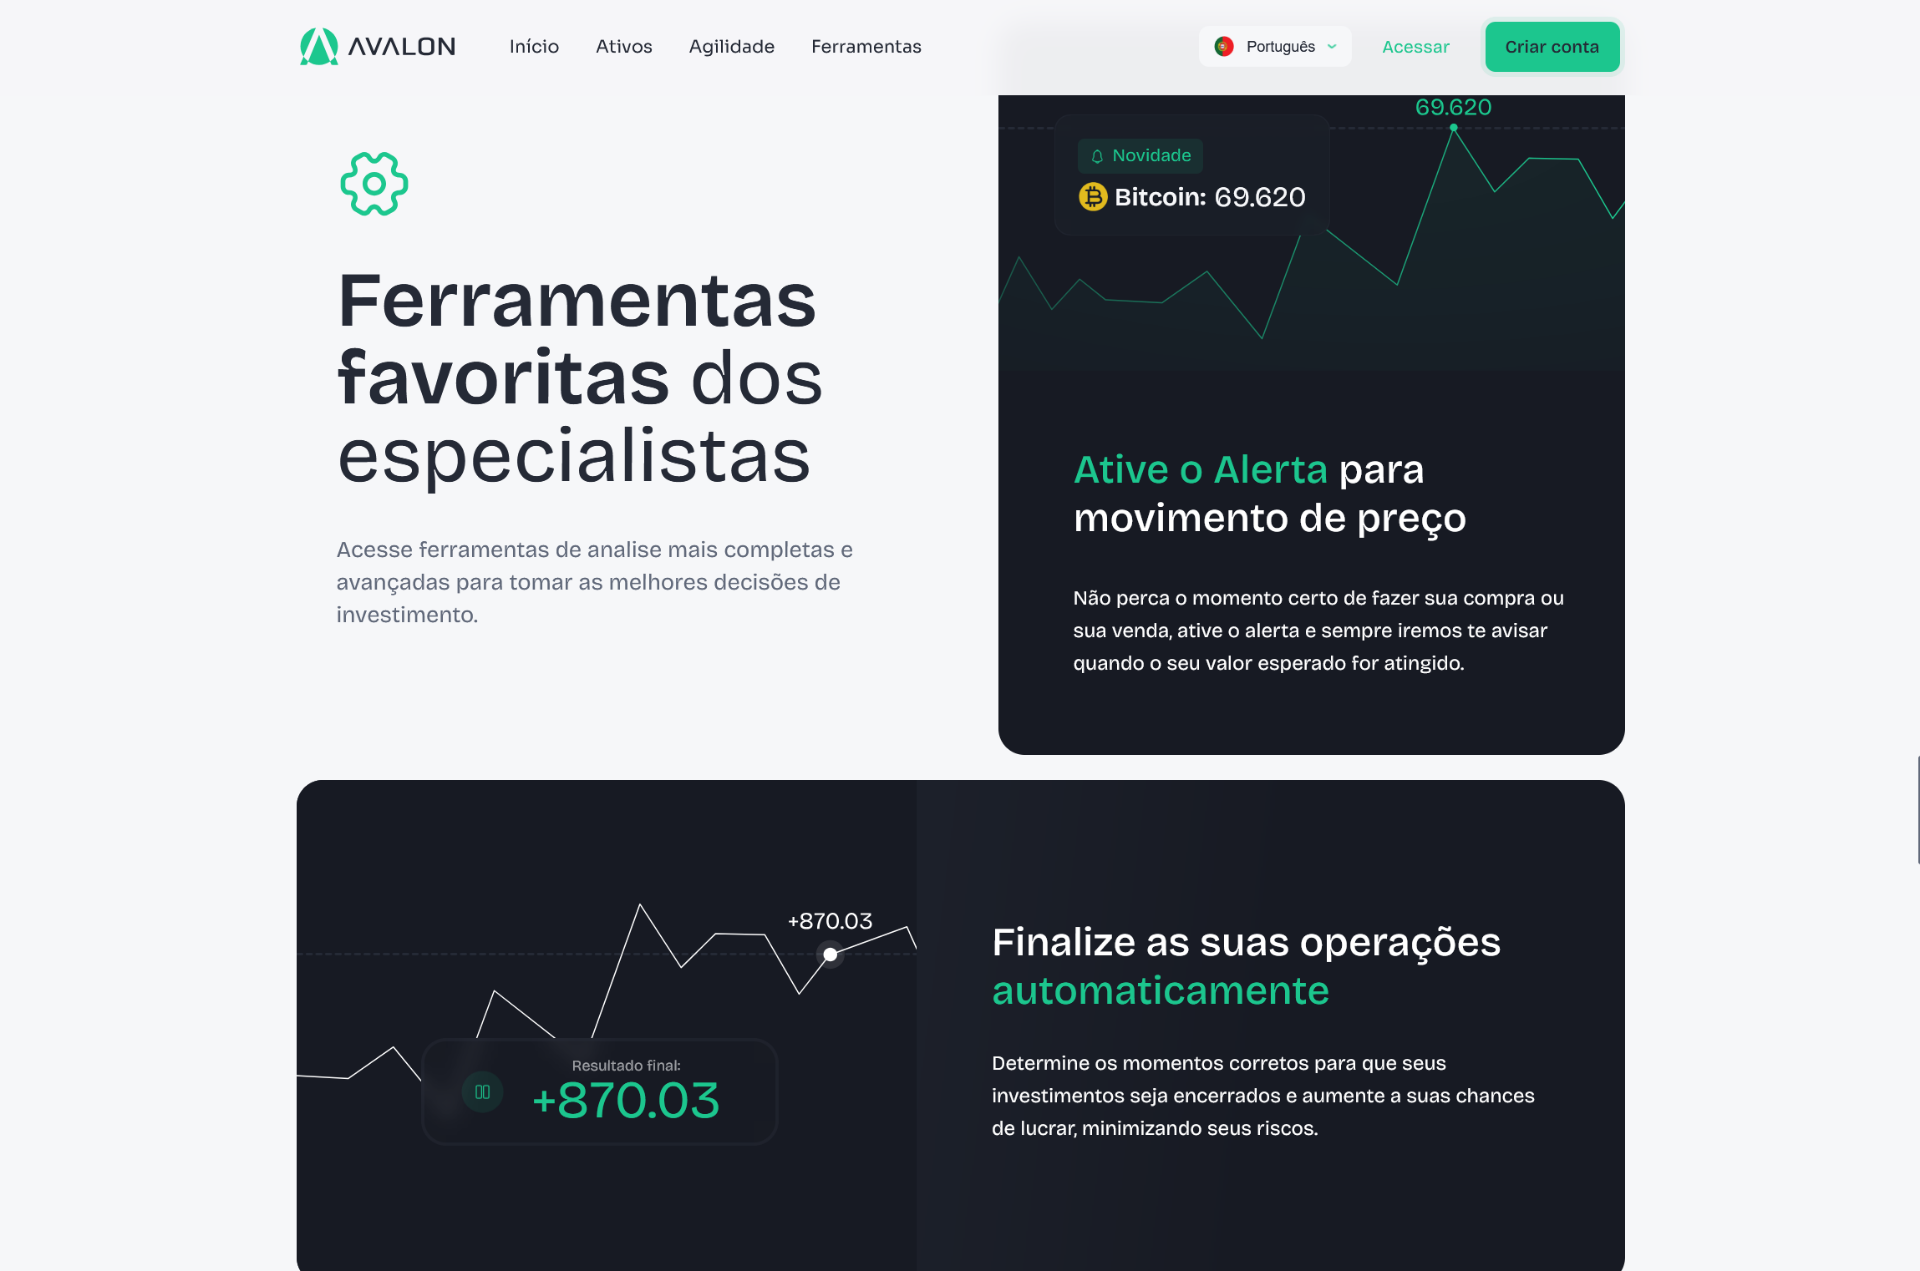 AVALON
Início
Ativos
Agilidade
Ferramentas
Português
Acessar
Criar conta
Ferramentas
favoritas dos
especialistas
Acesse ferramentas de analise mais completas e
avançadas para tomar as melhores decisões de
investimento.
69.620
Novidade
Bitcoin: 69.620
Ative o Alerta para
movimento de preço
Não perca o momento certo de fazer sua compra ou
sua venda, ative o alerta e sempre iremos te avisar
quando o seu valor esperado for atingido.
+870.03
Resultado final:
+870.03
Finalize as suas operações
automaticamente
Determine os momentos corretos para que seus
investimentos seja encerrados e aumente a suas chances
de lucrar, minimizando seus riscos.